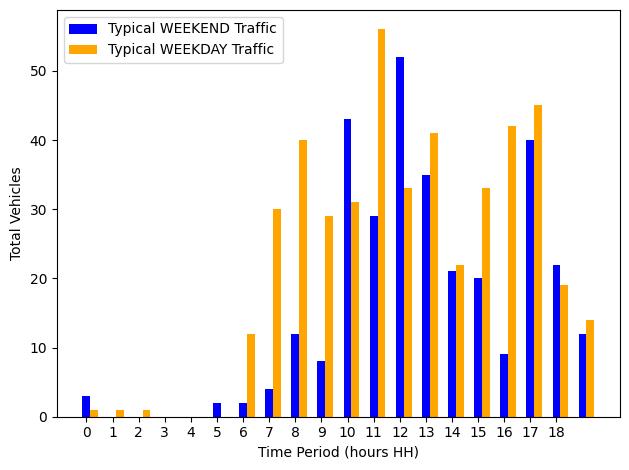 Typical WEEKEND Traffic
Typical WEEKDAY Traffic
Total Vehicles
50
40
30
20
10
0
0 1 2 3 4 5 6 7 8 9 10 11 12 13 14 15 16 17 18
Time Period (hours HH)